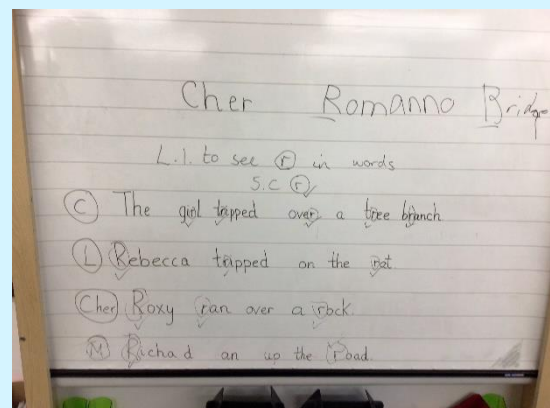 Cher Romanno Bridge
L.I. to see r in words
S.C r
C The girl tripped over a tree branch
L Rebecca tripped on the rat
Cher Roxy ran over a rock.
M Richad an up the road.